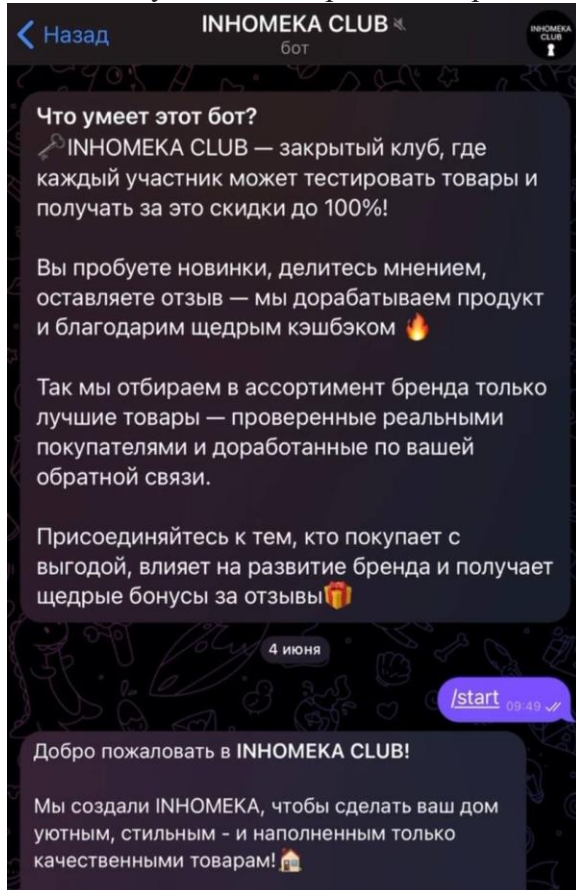 Назад
INHOMEKA CLUB
бот
INHOMEKA
CLUB
Что умеет этот бот?
INHOMEKA CLUB — закрытый клуб, где
каждый участник может тестировать товары и
получать за это скидки до 100%!
Вы пробуете новинки, делитесь мнением,
оставляете отзыв — мы дорабатываем продукт
и благодарим щедрым кэшбэком 🔥
Так мы отбираем в ассортимент бренда только
лучшие товары — проверенные реальными
покупателями и доработанные по вашей
обратной связи.
Присоединяйтесь к тем, кто покупает с
выгодой, влияет на развитие бренда и получает
щедрые бонусы за отзывы🎁
4 июня
/start 09:49
Добро пожаловать в INHOMEKA CLUB!
Мы создали INHOMEKA, чтобы сделать ваш дом
уютным, стильным - и наполненным только
качественными товарам!🏠